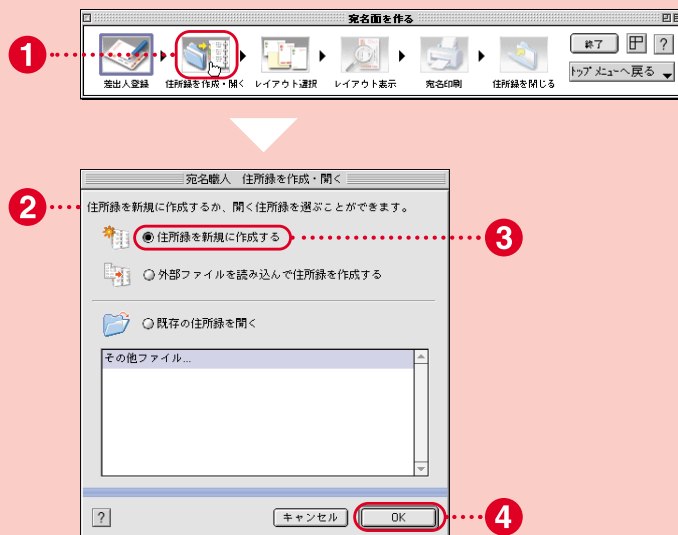 宛名面を作る
1
差出人登録
住所録を作成・開く
レイアウト選択
レイアウト表示
宛名印刷
住所録を閉じる
終了
?
トップメニューへ戻る
宛名職人 住所録を作成・開く
2
住所録を新規に作成するか、開く住所録を選ぶことができます。
住所録を新規に作成する
3
外部ファイルを読み込んで住所録を作成する
既存の住所録を開く
その他ファイル...
?
キャンセル
OK
4